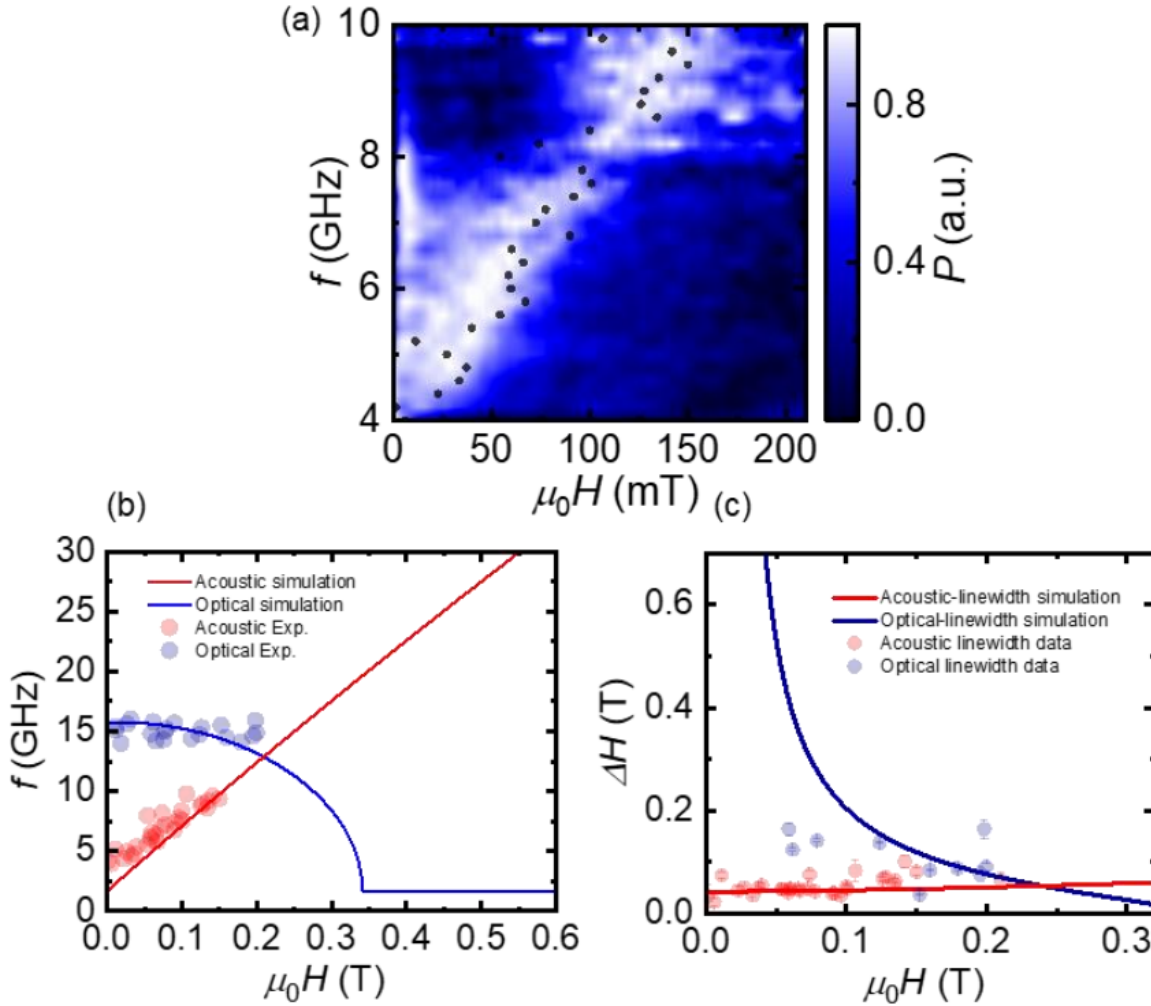 (a)
10
8
6
4
f (GHz)
0 50 100 150 200
μ₀H (mT)
0.8
0.4
0.0
P (a.u.)
(b)
30
25
20
15
10
5
0
f (GHz)
Acoustic simulation
Optical simulation
Acoustic Exp.
Optical Exp.
0.0 0.1 0.2 0.3 0.4 0.5 0.6
μ₀H (T)
(c)
0.6
0.4
0.2
0.0
ΔH (T)
Acoustic-linewidth simulation
Optical-linewidth simulation
Acoustic linewidth data
Optical linewidth data
0.0 0.1 0.2 0.3
μ₀H (T)